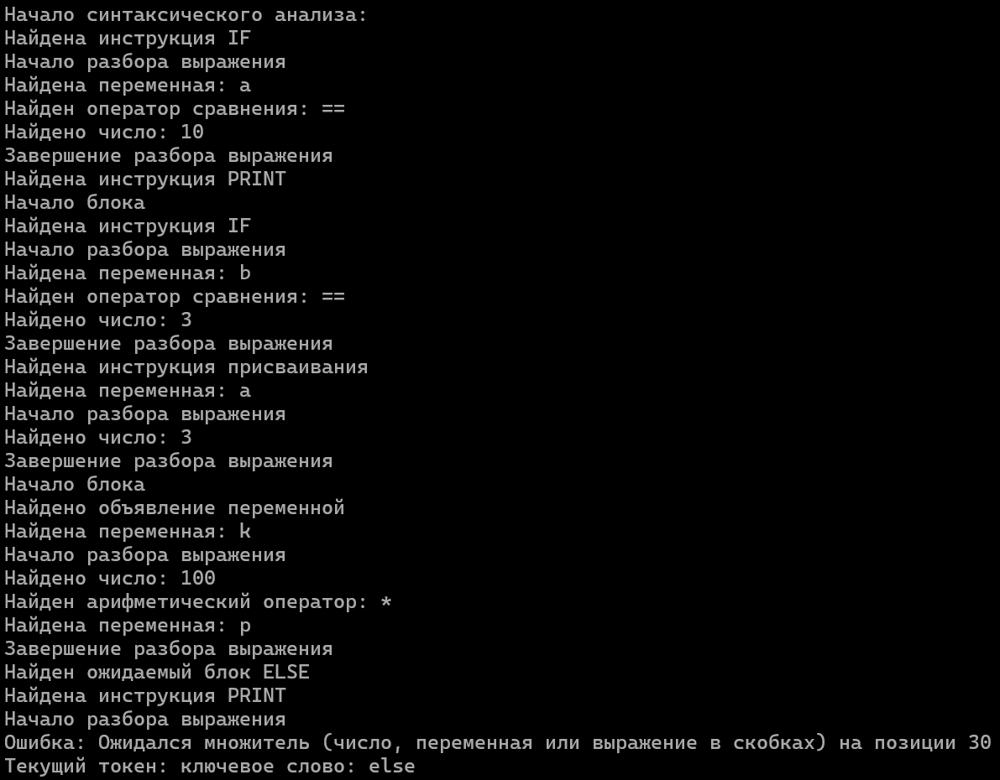 Начало синтаксического анализа:
Найдена инструкция IF
Начало разбора выражения
Найдена переменная: a
Найден оператор сравнения: ==
Найдено число: 10
Завершение разбора выражения
Найдена инструкция PRINT
Начало блока
Найдена инструкция IF
Начало разбора выражения
Найдена переменная: b
Найден оператор сравнения: ==
Найдено число: 3
Завершение разбора выражения
Найдена инструкция присваивания
Найдена переменная: a
Начало разбора выражения
Найдено число: 3
Завершение разбора выражения
Начало блока
Найдено объявление переменной
Найдена переменная: k
Начало разбора выражения
Найдено число: 100
Найден арифметический оператор: *
Найдена переменная: p
Завершение разбора выражения
Найден ожидаемый блок ELSE
Найдена инструкция PRINT
Начало разбора выражения
Ошибка: Ожидался множитель (число, переменная или выражение в скобках) на позиции 30
Текущий токен: ключевое слово: else